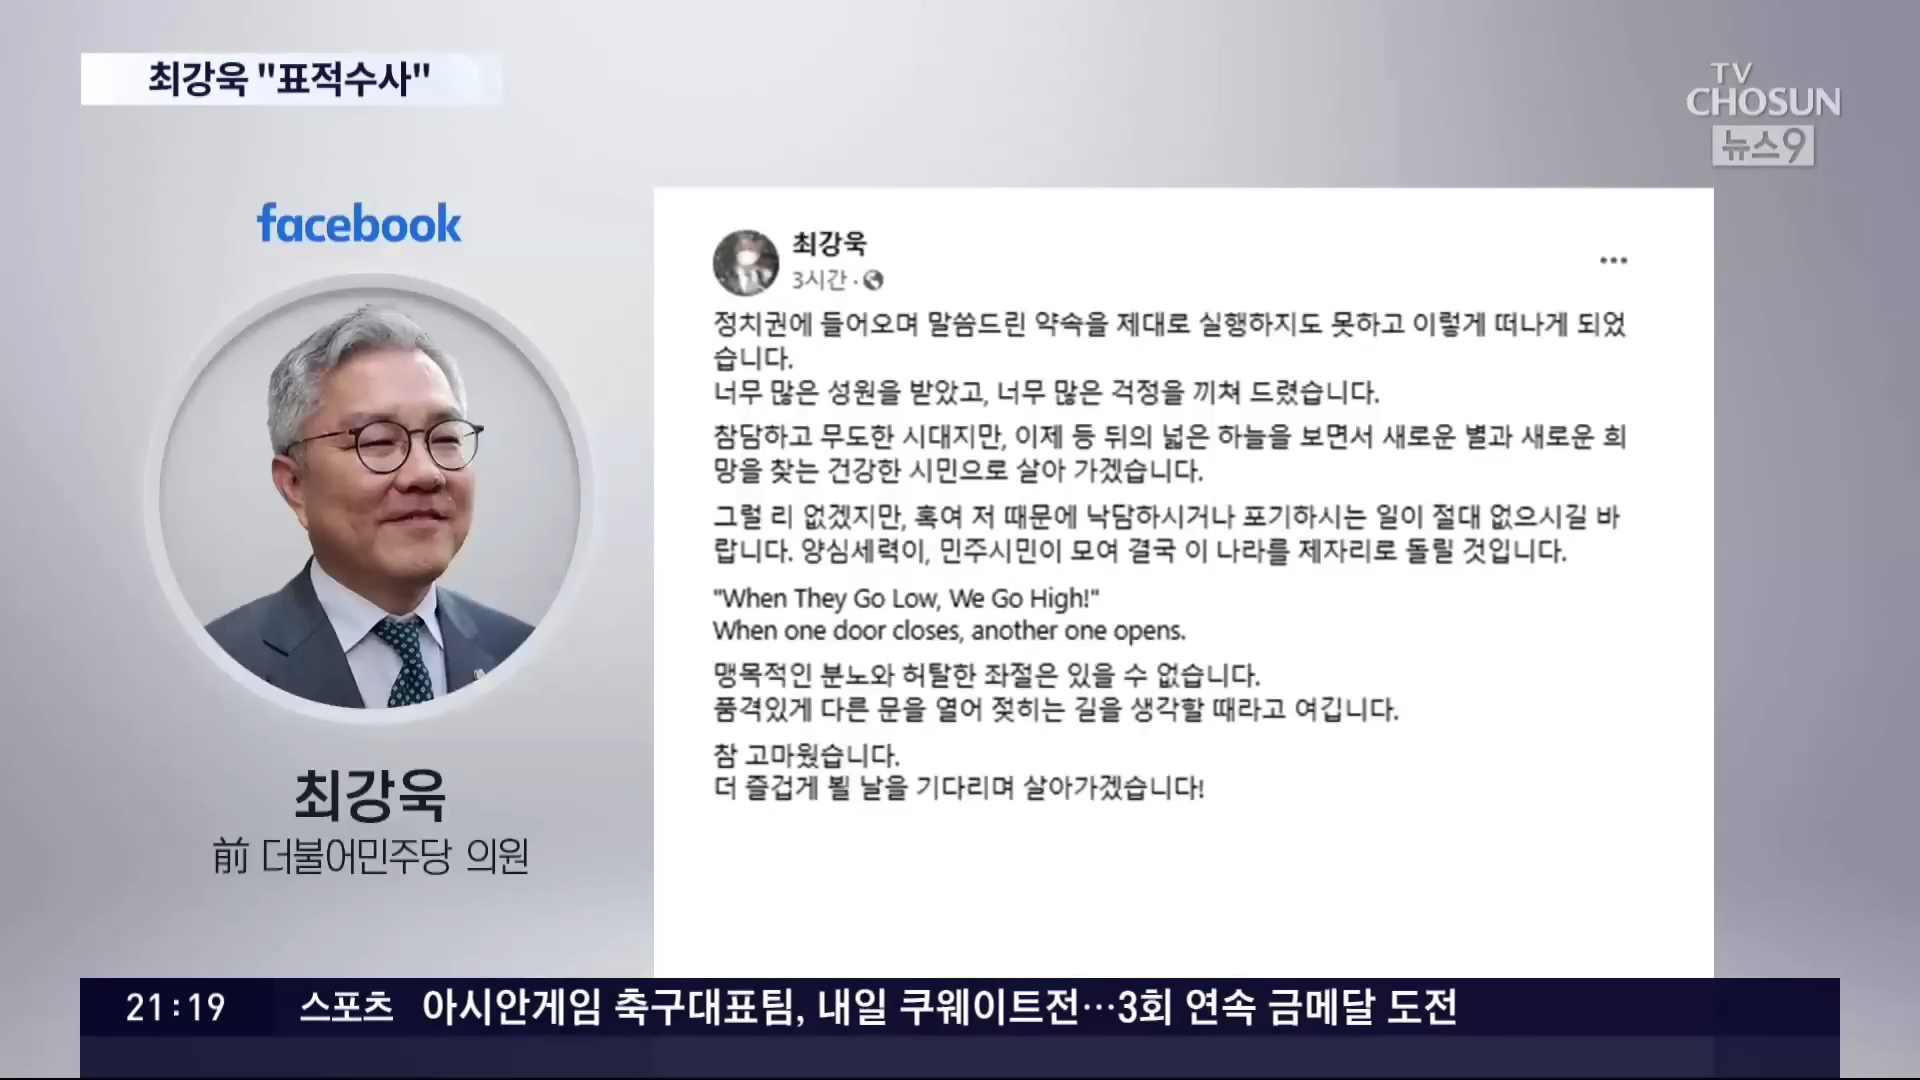 최강욱 "표적수사"
TV
CHOSUN
뉴스9
facebook
최강욱
前 더불어민주당 의원
최강욱
3시간 ·
정치권에 들어오며 말씀드린 약속을 제대로 실행하지도 못하고 이렇게 떠나게 되었
습니다.
너무 많은 성원을 받았고, 너무 많은 걱정을 끼쳐 드렸습니다.
참담하고 무도한 시대지만, 이제 등 뒤의 넓은 하늘을 보면서 새로운 별과 새로운 희
망을 찾는 건강한 시민으로 살아 가겠습니다.
그럴 리 없겠지만, 혹여 저 때문에 낙담하시거나 포기하시는 일이 절대 없으시길 바
랍니다. 양심세력이, 민주시민이 모여 결국 이 나라를 제자리로 돌릴 것입니다.
"When They Go Low, We Go High!"
When one door closes, another one opens.
맹목적인 분노와 허탈한 좌절은 있을 수 없습니다.
품격있게 다른 문을 열어 젖히는 길을 생각할 때라고 여깁니다.
참 고마웠습니다.
더 즐겁게 뵐 날을 기다리며 살아가겠습니다!
21:19 스포츠 아시안게임 축구대표팀, 내일 쿠웨이트전…3회 연속 금메달 도전